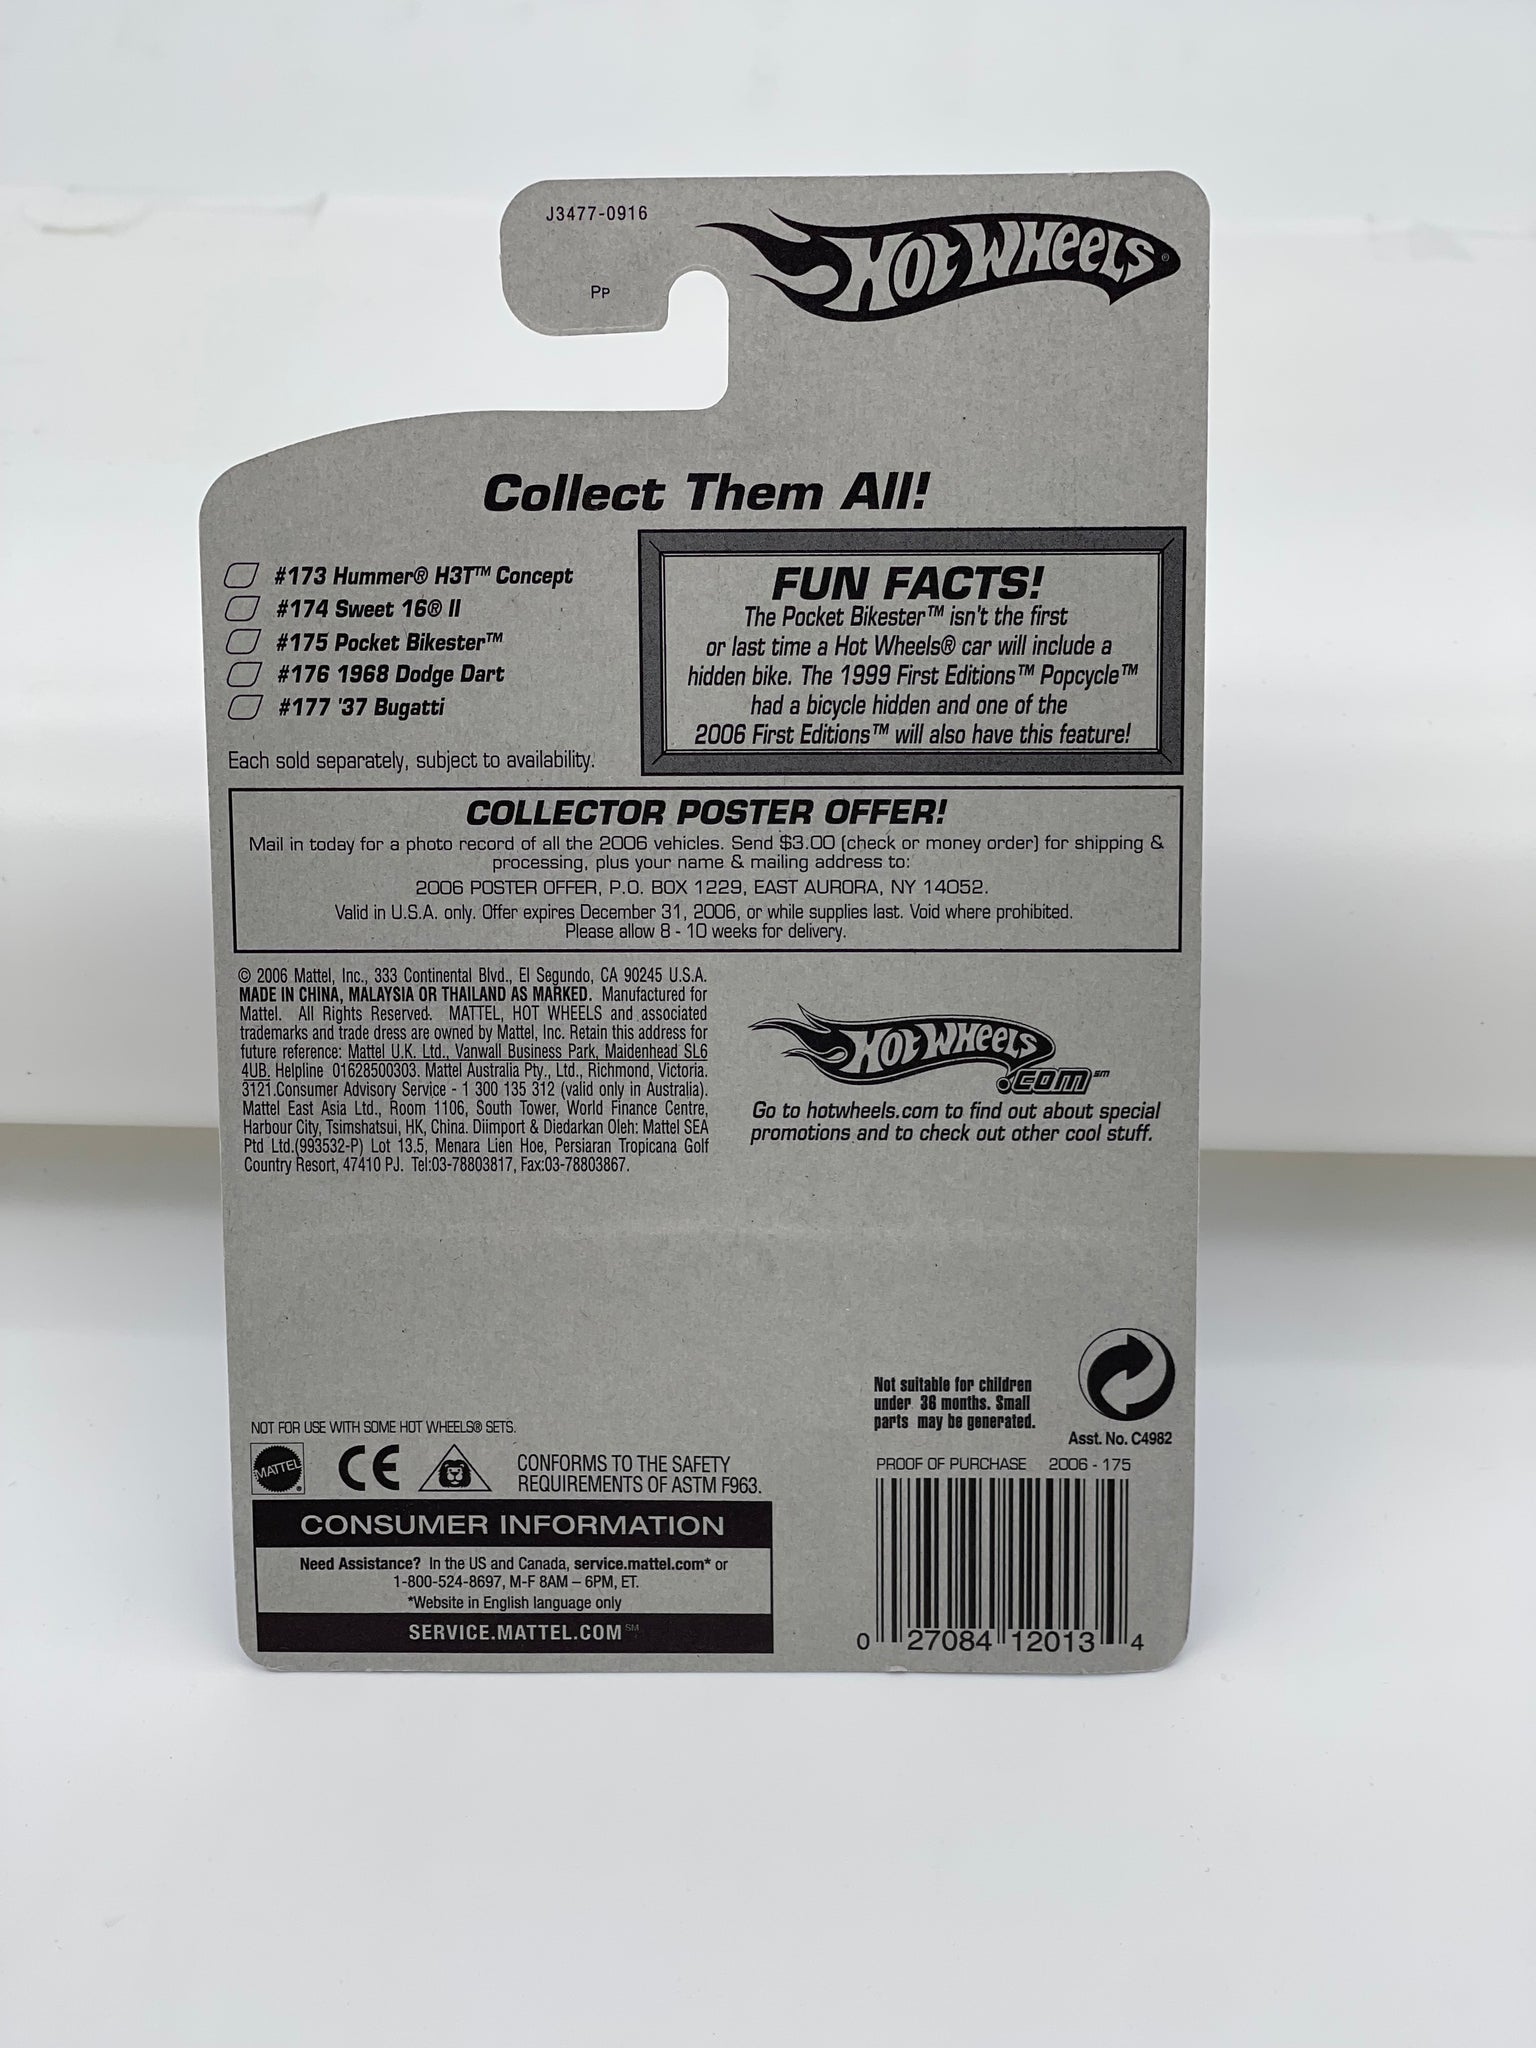 J3477-0916
PP
HOT WHEELS®
Collect Them All!
#173 Hummer® H3T™ Concept
#174 Sweet 16® II
#175 Pocket Bikester™
#176 1968 Dodge Dart
#177 '37 Bugatti
Each sold separately, subject to availability.
FUN FACTS!
The Pocket Bikester™ isn't the first
or last time a Hot Wheels® car will include a
hidden bike. The 1999 First Editions™ Popcycle™
had a bicycle hidden and one of the
2006 First Editions™ will also have this feature!
COLLECTOR POSTER OFFER!
Mail in today for a photo record of all the 2006 vehicles. Send $3.00 (check or money order) for shipping &
processing, plus your name & mailing address to:
2006 POSTER OFFER, P.O. BOX 1229, EAST AURORA, NY 14052.
Valid in U.S.A. only. Offer expires December 31, 2006, or while supplies last. Void where prohibited.
Please allow 8 - 10 weeks for delivery.
© 2006 Mattel, Inc., 333 Continental Blvd., El Segundo, CA 90245 U.S.A.
MADE IN CHINA, MALAYSIA OR THAILAND AS MARKED. Manufactured for
Mattel. All Rights Reserved. MATTEL, HOT WHEELS and associated
trademarks and trade dress are owned by Mattel, Inc. Retain this address for
future reference: Mattel U.K. Ltd., Vanwall Business Park, Maidenhead SL6
4UB. Helpline 01628500303. Mattel Australia Pty., Ltd., Richmond, Victoria.
3121.Consumer Advisory Service - 1 300 135 312 (valid only in Australia).
Mattel East Asia Ltd., Room 1106, South Tower, World Finance Centre,
Harbour City, Tsimshatsui, HK, China. Diimport & Diedarkan Oleh: Mattel SEA
Ptd Ltd.(993532-P) Lot 13.5, Menara Lien Hoe, Persiaran Tropicana Golf
Country Resort, 47410 PJ. Tel:03-78803817, Fax:03-78803867.
HOT WHEELS
.COM℠
Go to hotwheels.com to find out about special
promotions and to check out other cool stuff.
Not suitable for children
under 36 months. Small
parts may be generated.
Asst. No. C4982
NOT FOR USE WITH SOME HOT WHEELS® SETS.
MATTEL®
CE
CONFORMS TO THE SAFETY
REQUIREMENTS OF ASTM F963.
PROOF OF PURCHASE 2006 - 175
CONSUMER INFORMATION
Need Assistance? In the US and Canada, service.mattel.com* or
1-800-524-8697, M-F 8AM – 6PM, ET.
*Website in English language only
SERVICE.MATTEL.COM℠
0 27084 12013 4